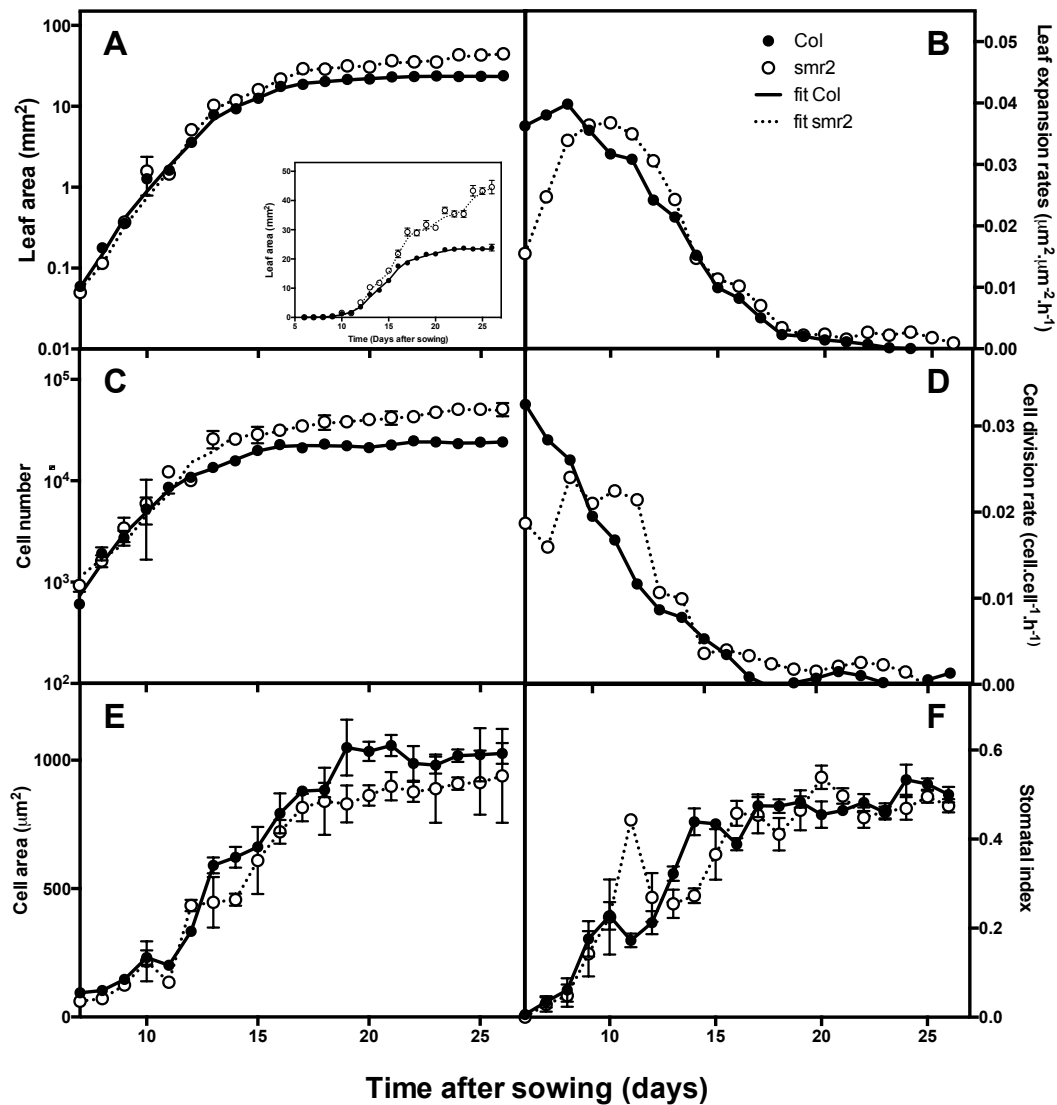 A
B
100
10
1
0.1
0.01
Leaf area (mm²)
50
40
30
20
10
0
Leaf area (mm²)
5
10
15
20
25
Time (Days after sowing)
Col
smr2
fit Col
fit smr2
0.05
0.04
0.03
0.02
0.01
0.00
Leaf expansion rates (μm².μm⁻².h⁻¹)
C
D
10⁵
10⁴
10³
10²
Cell number
0.03
0.02
0.01
0.00
Cell division rate (cell.cell⁻¹.h⁻¹)
E
F
1000
500
0
Cell area (μm²)
10
15
20
25
0.6
0.4
0.2
0.0
Stomatal index
10
15
20
25
Time after sowing (days)